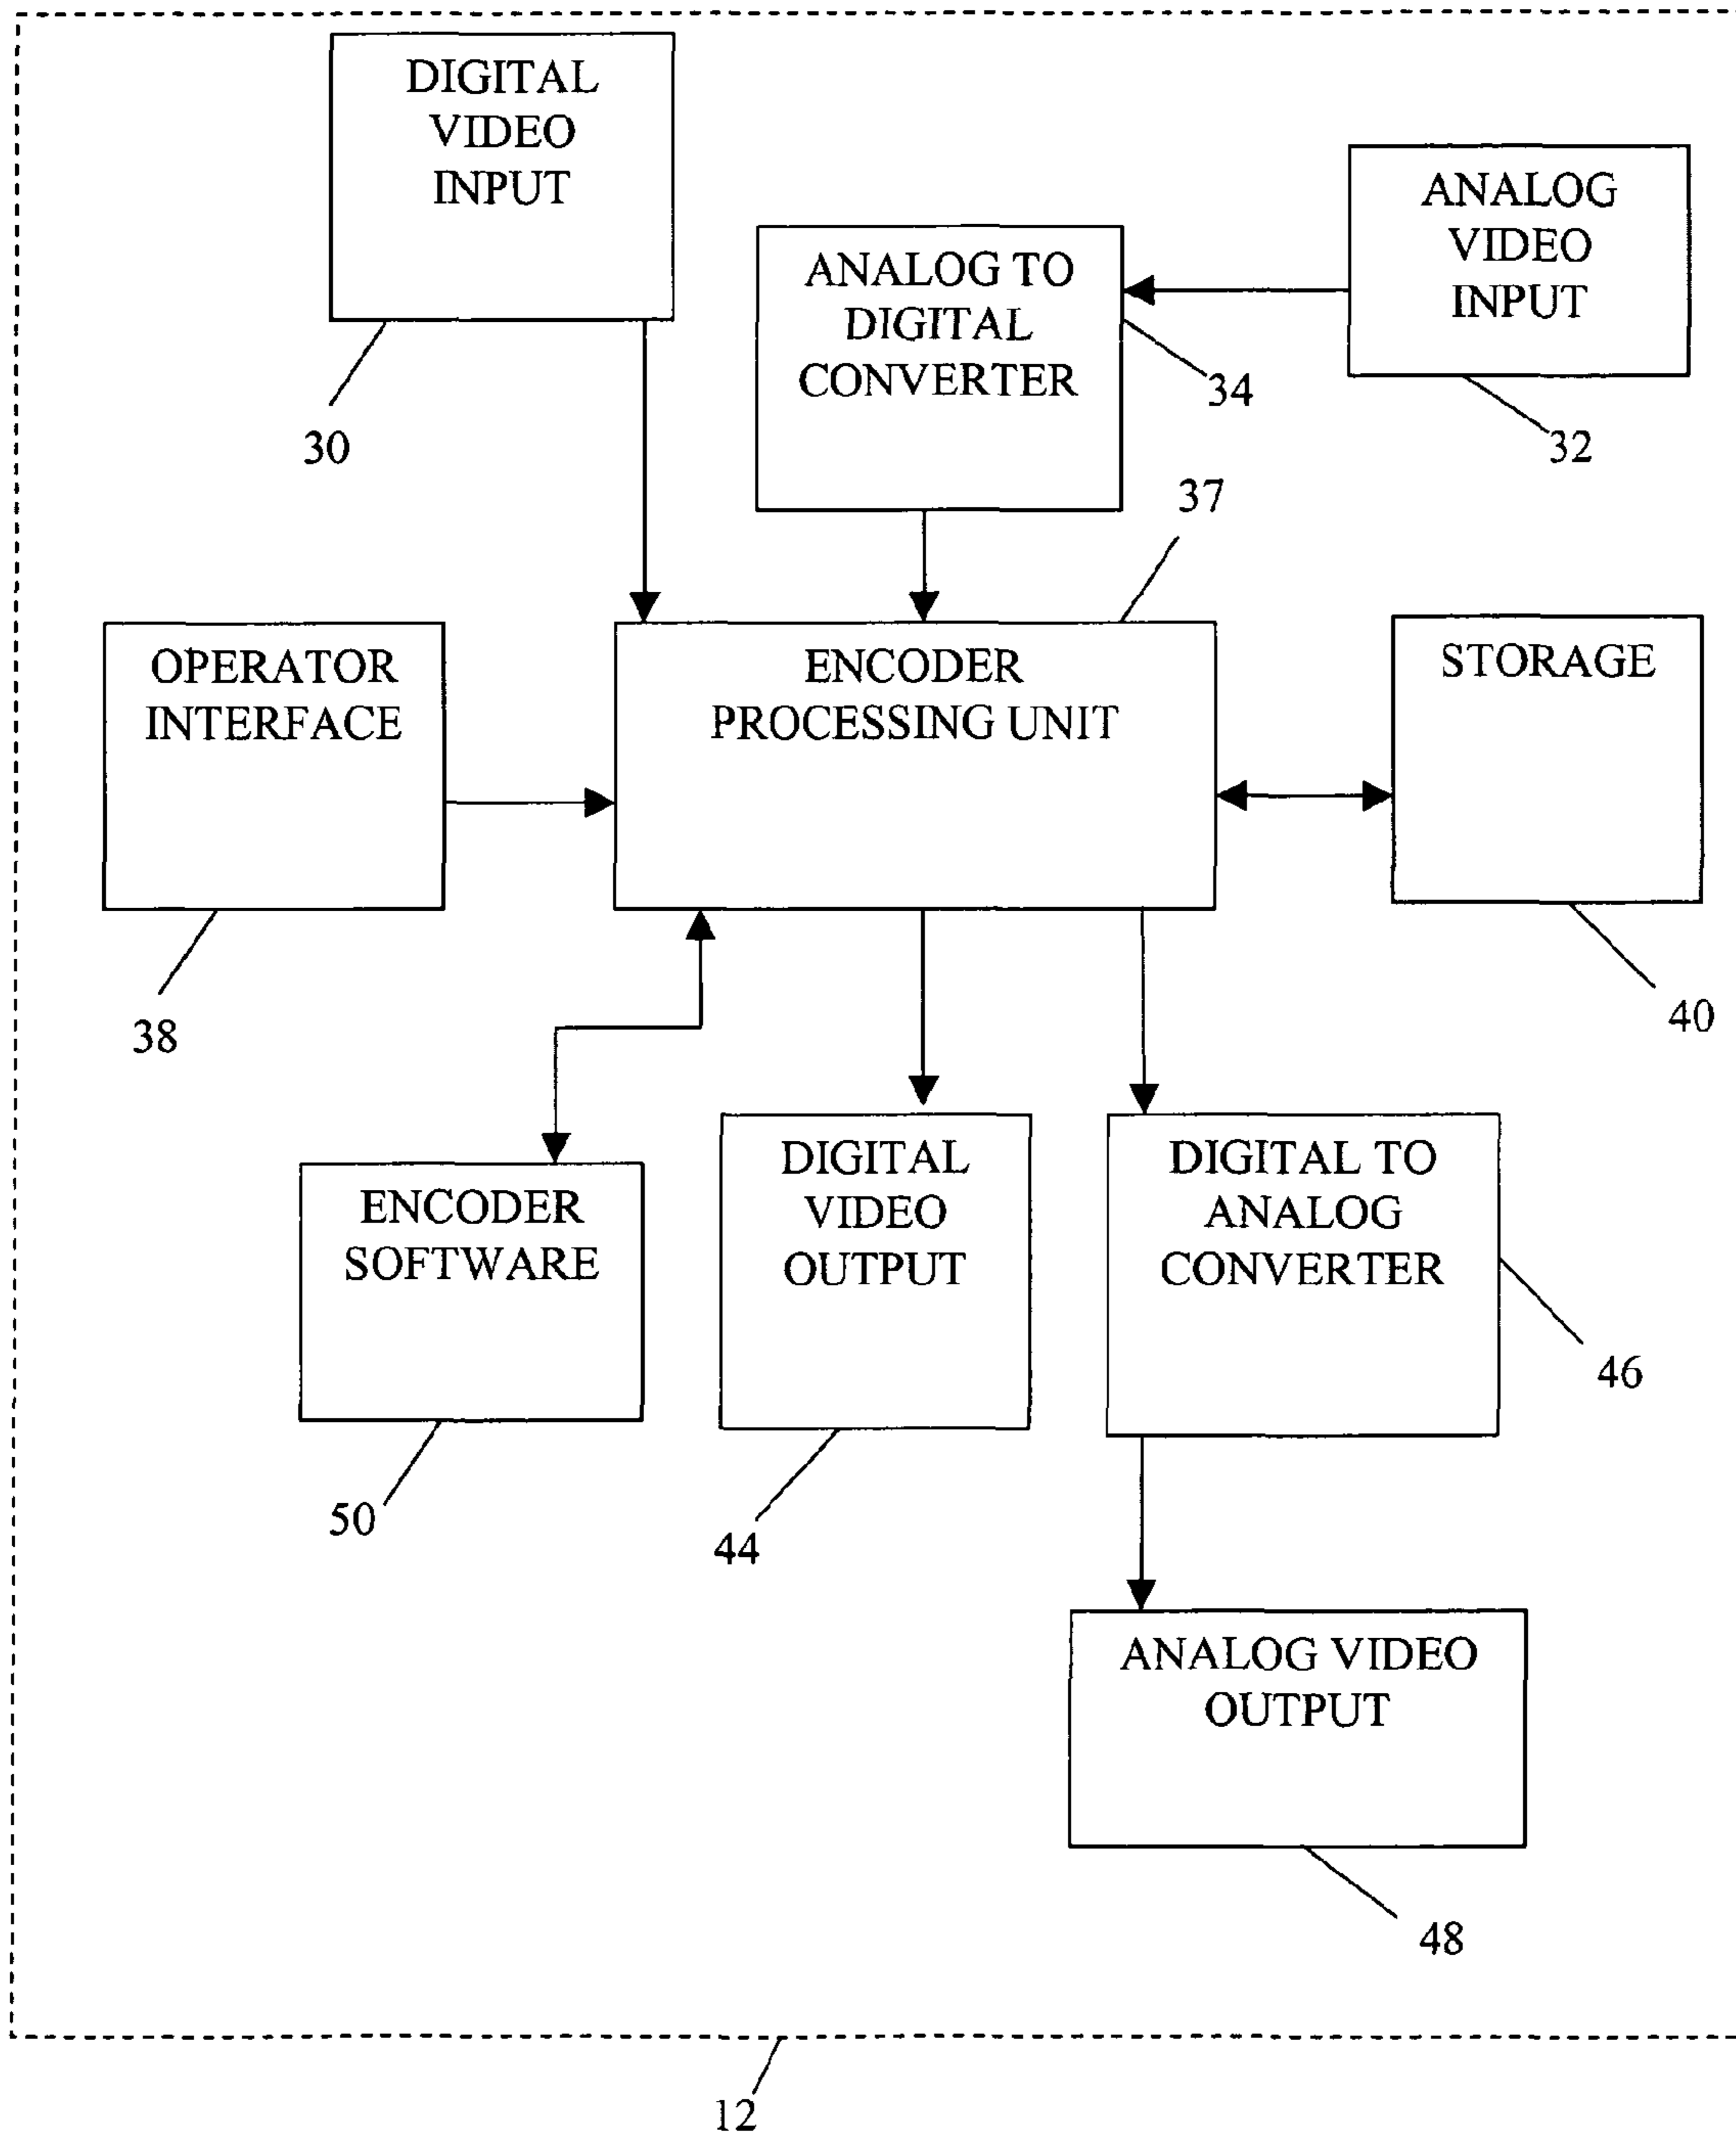 DIGITAL
VIDEO
INPUT
30
ANALOG TO
DIGITAL
CONVERTER
34
ANALOG
VIDEO
INPUT
32
37
OPERATOR
INTERFACE
38
ENCODER
PROCESSING UNIT
STORAGE
40
ENCODER
SOFTWARE
50
DIGITAL
VIDEO
OUTPUT
44
DIGITAL TO
ANALOG
CONVERTER
46
ANALOG VIDEO
OUTPUT
48
12